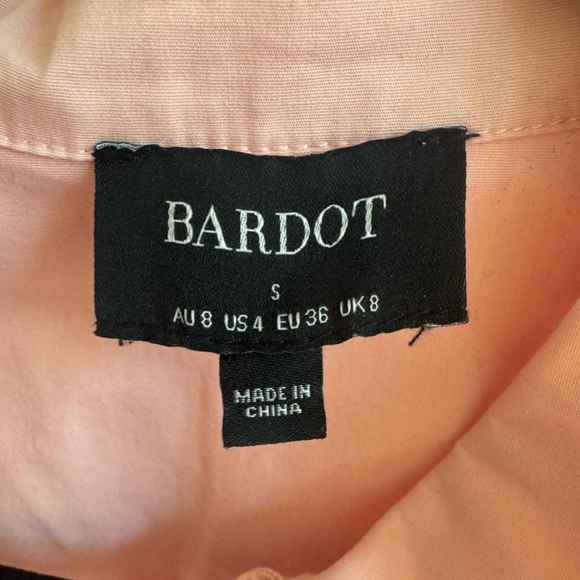 BARDOT
S
AU 8 US 4 EU 36 UK 8
MADE IN
CHINA